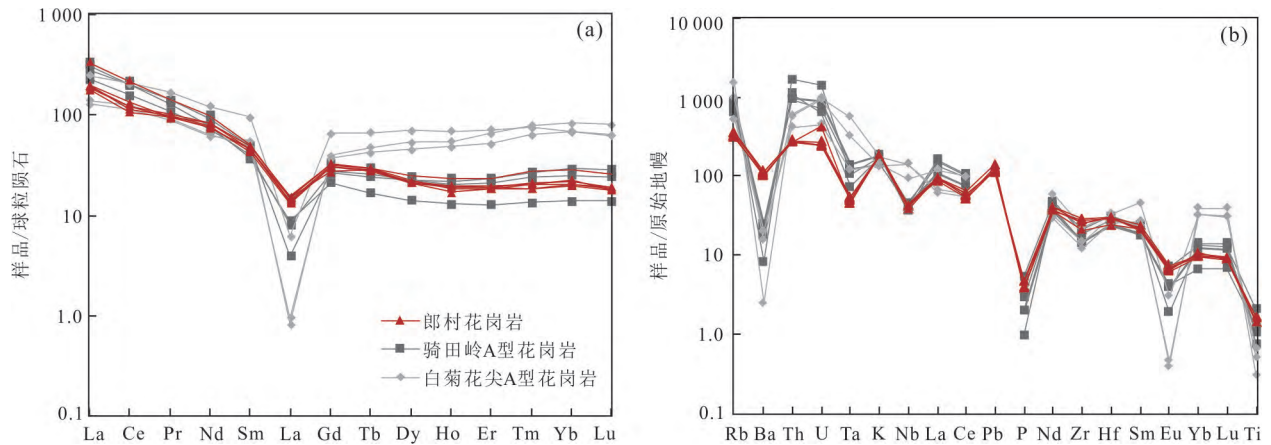 (a)
样品/球粒陨石
1 000
100
10
1.0
0.1
郎村花岗岩
骑田岭A型花岗岩
白菊花尖A型花岗岩
La Ce Pr Nd Sm La Gd Tb Dy Ho Er Tm Yb Lu
(b)
样品/原始地幔
10 000
1 000
100
10
1.0
0.1
Rb Ba Th U Ta K Nb La Ce Pb P Nd Zr Hf Sm Eu Yb Lu Ti